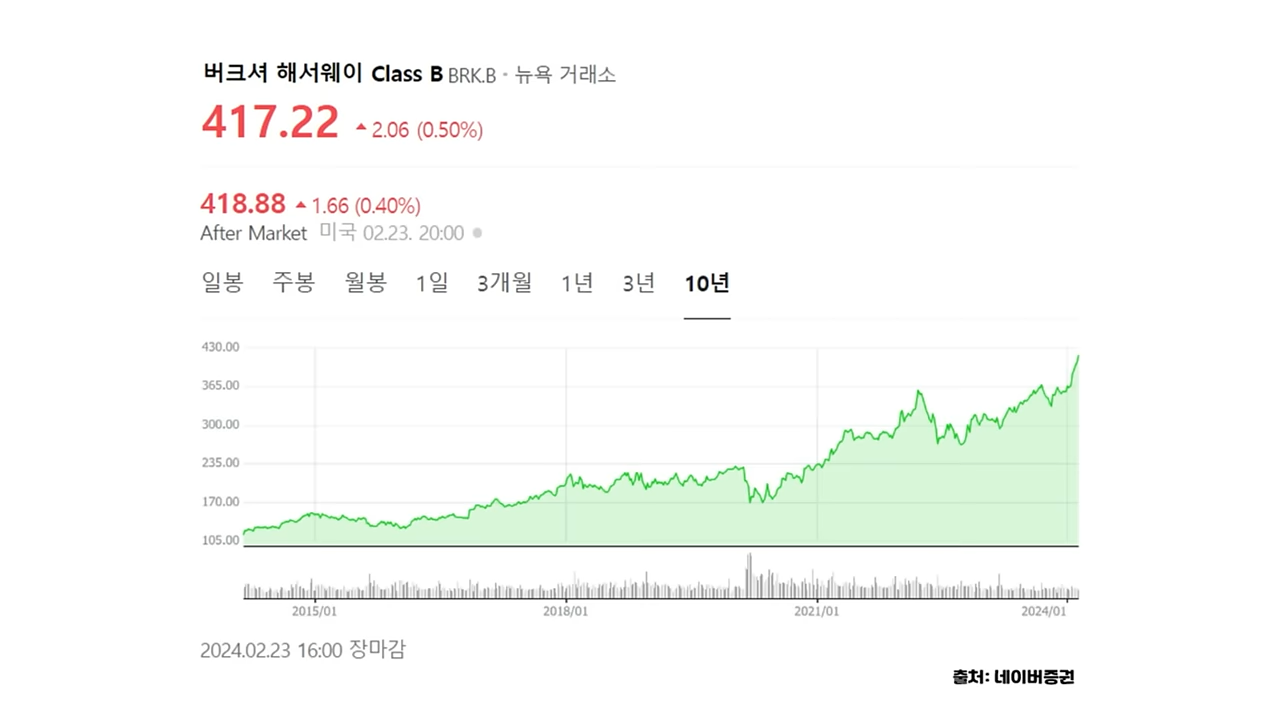 버크셔 해서웨이 Class B BRK.B · 뉴욕 거래소
417.22 ▲ 2.06 (0.50%)
418.88 ▲ 1.66 (0.40%)
After Market 미국 02.23. 20:00
일봉 주봉 월봉 1일 3개월 1년 3년 10년
430.00
365.00
300.00
235.00
170.00
105.00
2015/01 2018/01 2021/01 2024/01
2024.02.23 16:00 장마감
출처: 네이버증권